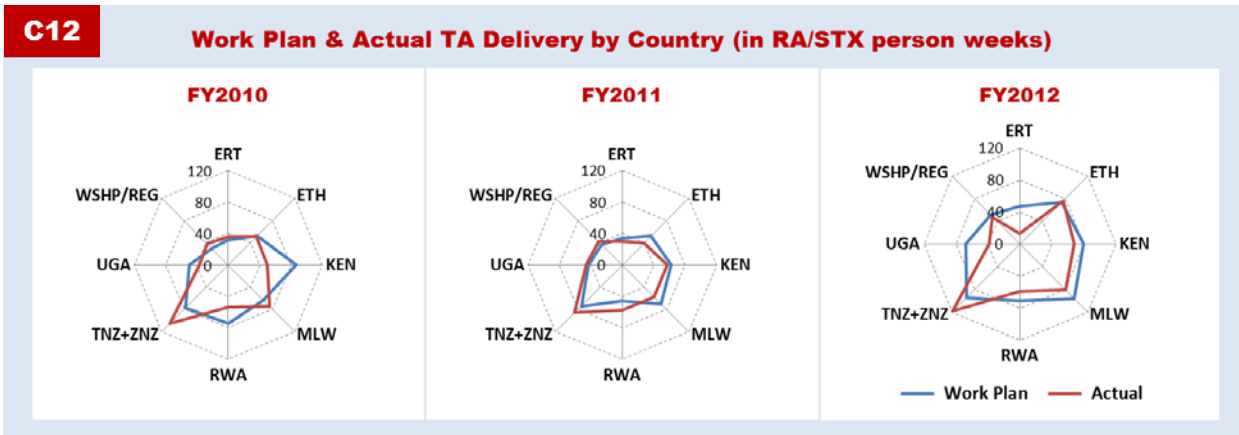 C12
Work Plan & Actual TA Delivery by Country (in RA/STX person weeks)
FY2010
ERT
120
WSHP/REG
ETH
80
40
UGA
0
KEN
TNZ+ZNZ
MLW
RWA
FY2011
ERT
120
WSHP/REG
ETH
80
40
UGA
0
KEN
TNZ+ZNZ
MLW
RWA
FY2012
ERT
120
WSHP/REG
ETH
80
40
UGA
0
KEN
TNZ+ZNZ
MLW
RWA
Work Plan Actual